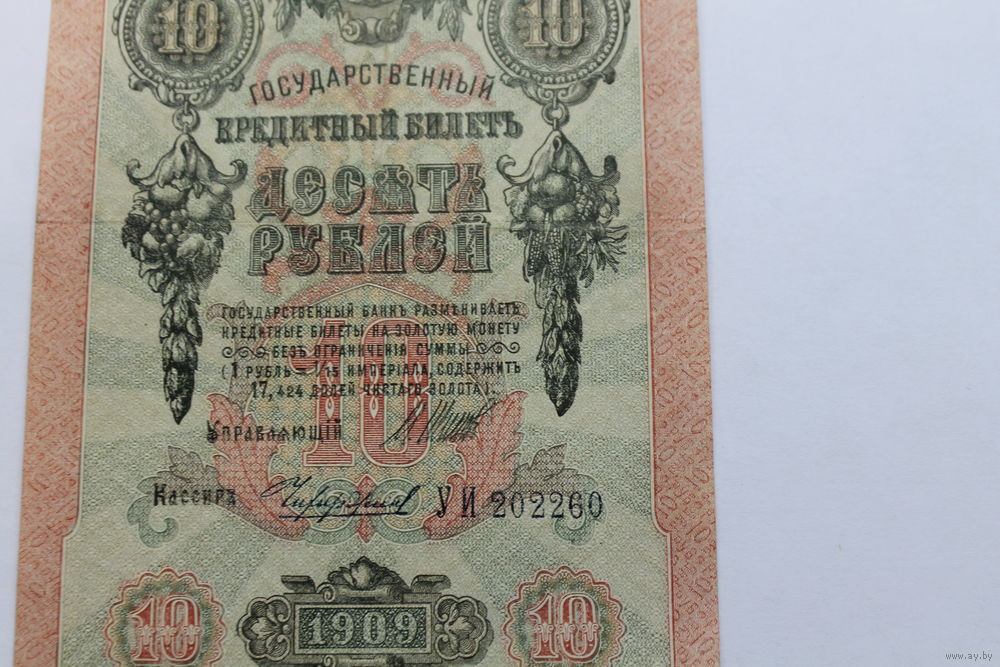 10 10
ГОСУДАРСТВЕННЫЙ
КРЕДИТНЫЙ БИЛЕТЪ
ДЕСЯТЬ
РУБЛЕЙ
ГОСУДАРСТВЕННЫЙ БАНКЪ РАЗМѢНИВАЕТЪ
КРЕДИТНЫЕ БИЛЕТЫ НА ЗОЛОТУЮ МОНЕТУ
БЕЗЪ ОГРАНИЧЕНІЯ СУММЫ
(1 РУБЛЬ = 1/15 ИМПЕРІАЛА, СОДЕРЖИТЪ
17,424 ДОЛЕЙ ЧИСТАГО ЗОЛОТА).
10
УПРАВЛЯЮЩІЙ
КАССИРЪ
УИ 202260
10 1909 10
www.ay.by